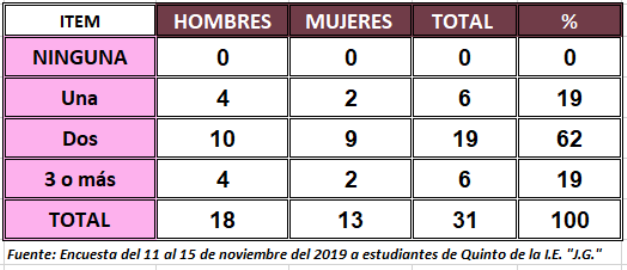 ITEM HOMBRES MUJERES TOTAL %
NINGUNA 0 0 0 0
Una 4 2 6 19
Dos 10 9 19 62
3 o más 4 2 6 19
TOTAL 18 13 31 100
Fuente: Encuesta del 11 al 15 de noviembre del 2019 a estudiantes de Quinto de la I.E. "J.G."